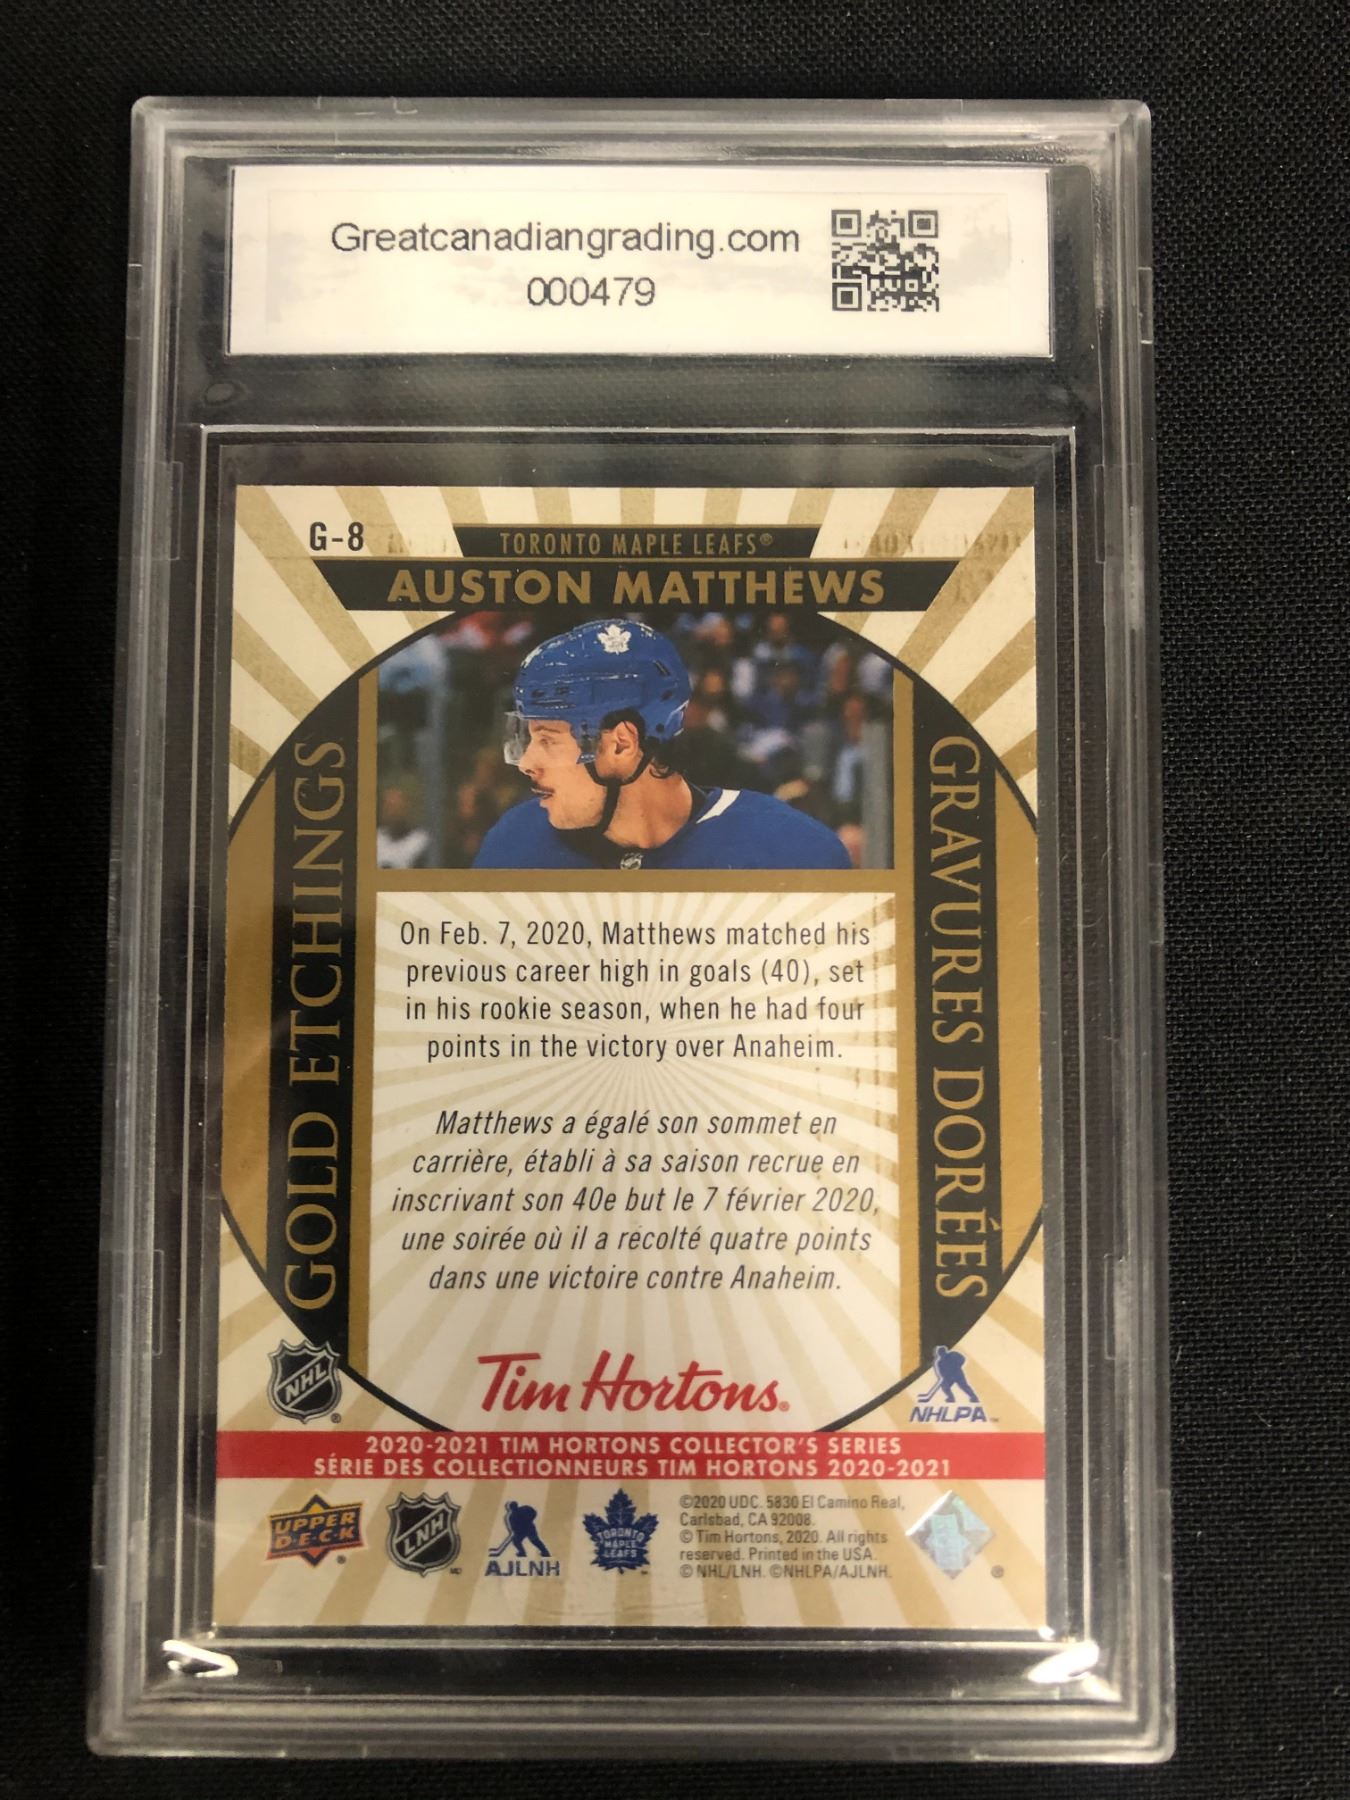 Greatcanadiangrading.com
000479
G-8
TORONTO MAPLE LEAFS®
AUSTON MATTHEWS
GOLD ETCHINGS
GRAVURES DORÉES
On Feb. 7, 2020, Matthews matched his
previous career high in goals (40), set
in his rookie season, when he had four
points in the victory over Anaheim.
Matthews a égalé son sommet en
carrière, établi à sa saison recrue en
inscrivant son 40e but le 7 février 2020,
une soirée où il a récolté quatre points
dans une victoire contre Anaheim.
NHL ®
Tim Hortons®
NHLPA™
2020-2021 TIM HORTONS COLLECTOR'S SERIES
SÉRIE DES COLLECTIONNEURS TIM HORTONS 2020-2021
UPPER
D·E·C·K ®
LNH MD
AJLNH
TORONTO
MAPLE
LEAFS
©2020 UDC. 5830 El Camino Real,
Carlsbad, CA 92008.
© Tim Hortons, 2020. All rights
reserved. Printed in the USA.
© NHL/LNH. ©NHLPA/AJLNH.
®